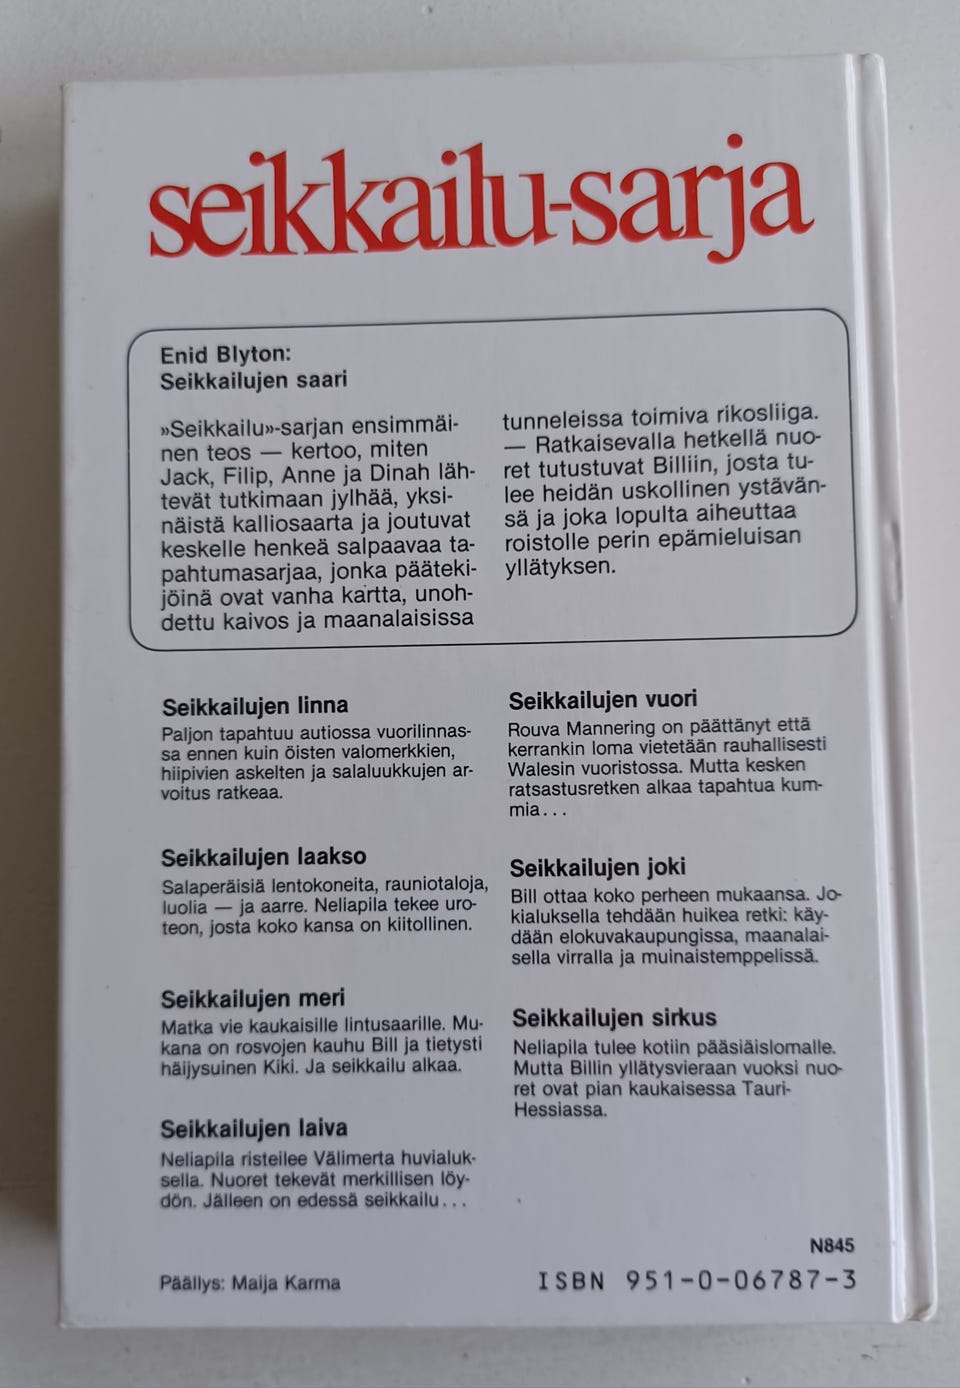 seikkailu-sarja
Enid Blyton:
Seikkailujen saari
»Seikkailu»-sarjan ensimmäi-
nen teos — kertoo, miten
Jack, Filip, Anne ja Dinah läh-
tevät tutkimaan jylhää, yksi-
näistä kalliosaarta ja joutuvat
keskelle henkeä salpaavaa ta-
pahtumasarjaa, jonka pääteki-
jöinä ovat vanha kartta, unoh-
dettu kaivos ja maanalaisissa
tunneleissa toimiva rikosliiga.
— Ratkaisevalla hetkellä nuo-
ret tutustuvat Billiin, josta tu-
lee heidän uskollinen ystävän-
sä ja joka lopulta aiheuttaa
roistolle perin epämieluisan
yllätyksen.
Seikkailujen linna
Paljon tapahtuu autiossa vuorilinnas-
sa ennen kuin öisten valomerkkien,
hiipivien askelten ja salaluukkujen ar-
voitus ratkeaa.
Seikkailujen laakso
Salaperäisiä lentokoneita, rauniotaloja,
luolia — ja aarre. Neliapila tekee uro-
teon, josta koko kansa on kiitollinen.
Seikkailujen meri
Matka vie kaukaisille lintusaarille. Mu-
kana on rosvojen kauhu Bill ja tietysti
häijysuinen Kiki. Ja seikkailu alkaa.
Seikkailujen laiva
Neliapila risteilee Välimerta huvialuk-
sella. Nuoret tekevät merkillisen löy-
dön. Jälleen on edessä seikkailu...
Seikkailujen vuori
Rouva Mannering on päättänyt että
kerrankin loma vietetään rauhallisesti
Walesin vuoristossa. Mutta kesken
ratsastusretken alkaa tapahtua kum-
mia...
Seikkailujen joki
Bill ottaa koko perheen mukaansa. Jo-
kialuksella tehdään huikea retki: käy-
dään elokuvakaupungissa, maanalai-
sella virralla ja muinaistemppelissä.
Seikkailujen sirkus
Neliapila tulee kotiin pääsiäislomalle.
Mutta Billin yllätysvieraan vuoksi nuo-
ret ovat pian kaukaisessa Tauri-
Hessiassa.
N845
Päällys: Maija Karma
ISBN 951-0-06787-3